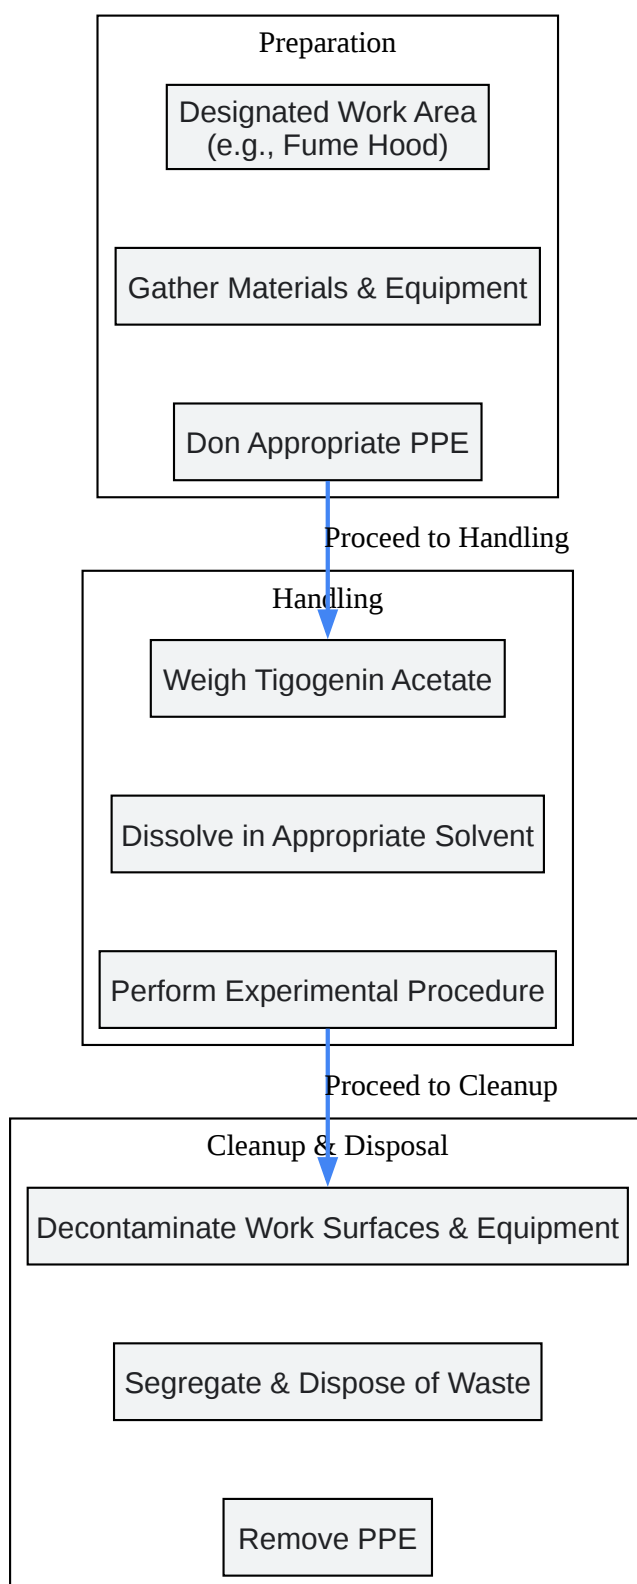 Preparation
Designated Work Area
(e.g., Fume Hood)
Gather Materials & Equipment
Don Appropriate PPE
Proceed to Handling
Handling
Weigh Tigogenin Acetate
Dissolve in Appropriate Solvent
Perform Experimental Procedure
Proceed to Cleanup
Cleanup & Disposal
Decontaminate Work Surfaces & Equipment
Segregate & Dispose of Waste
Remove PPE